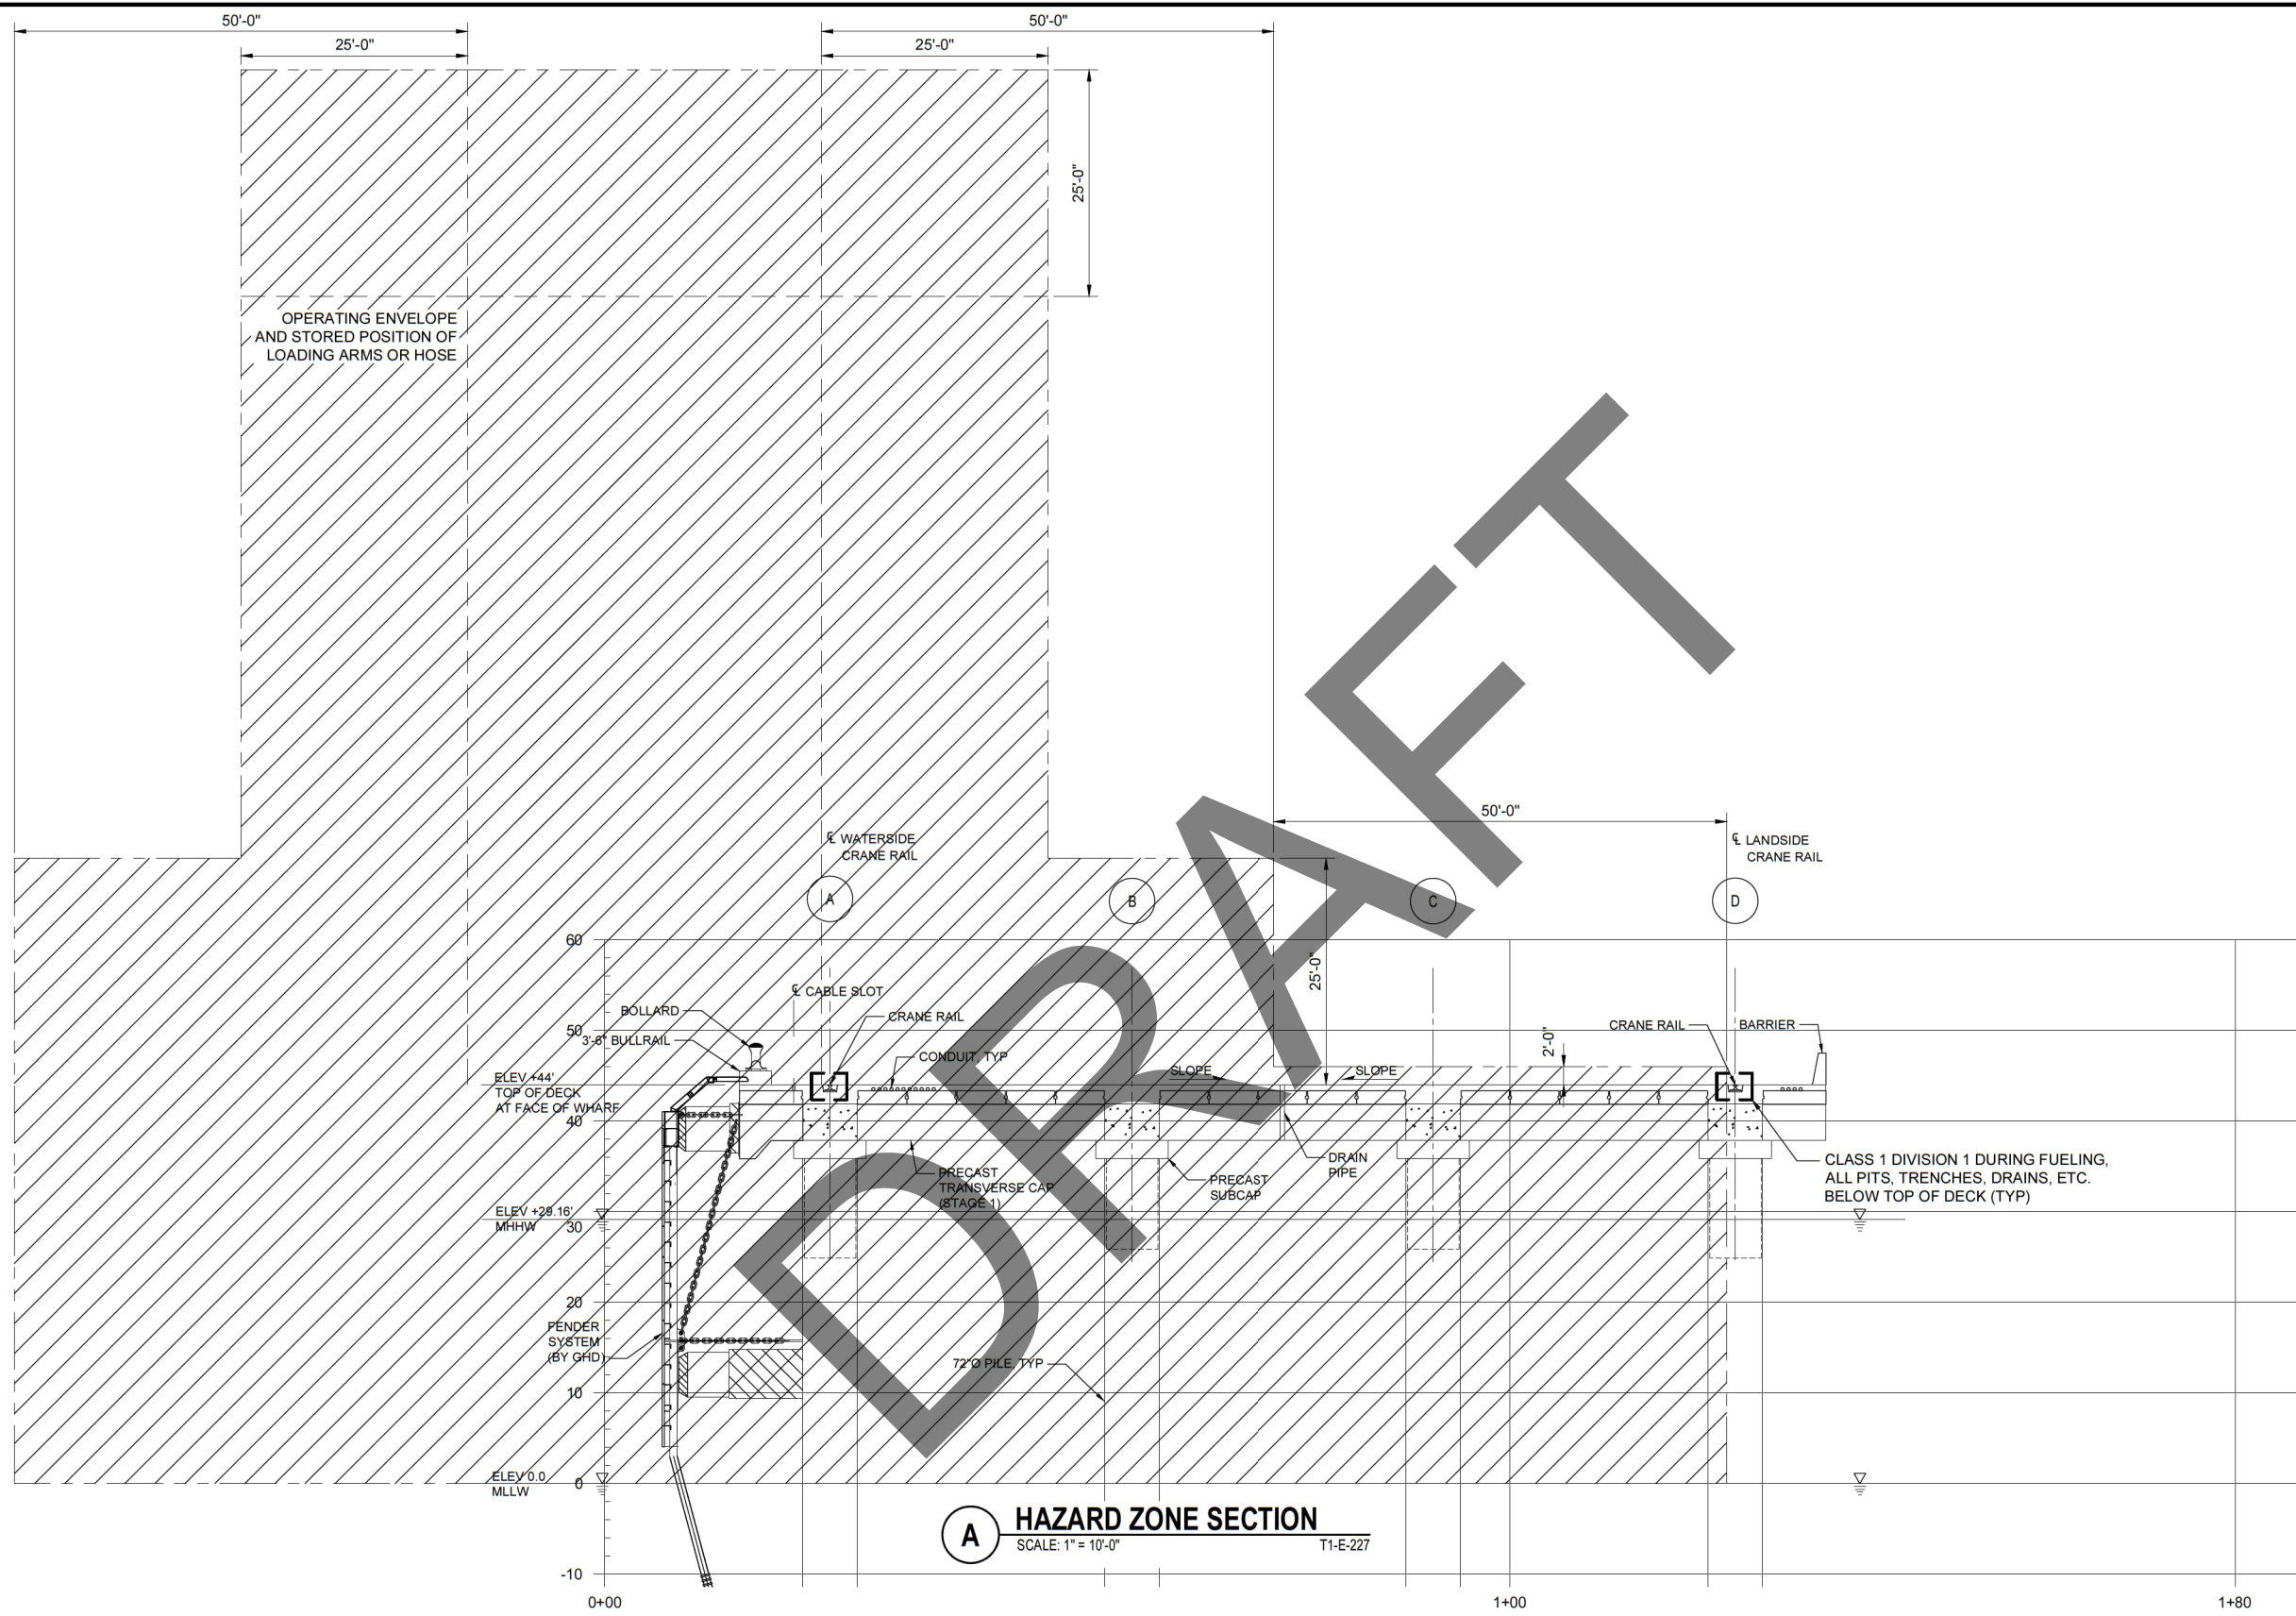 50'-0"
50'-0"
25'-0"
25'-0"
25'-0"
OPERATING ENVELOPE
AND STORED POSITION OF
LOADING ARMS OR HOSE
DRAFT
50'-0"
℄ WATERSIDE
CRANE RAIL
℄ LANDSIDE
CRANE RAIL
A
B
C
D
60
25'-0"
℄ CABLE SLOT
BOLLARD
CRANE RAIL
CRANE RAIL
BARRIER
50
3'-6" BULLRAIL
2'-0"
CONDUIT, TYP
SLOPE
SLOPE
ELEV +44'
TOP OF DECK
AT FACE OF WHARF
40
DRAIN
PIPE
CLASS 1 DIVISION 1 DURING FUELING,
ALL PITS, TRENCHES, DRAINS, ETC.
BELOW TOP OF DECK (TYP)
PRECAST
TRANSVERSE CAP
(STAGE 1)
PRECAST
SUBCAP
ELEV +29.16'
MHHW
30
20
FENDER
SYSTEM
(BY GHD)
72"O PILE, TYP
10
ELEV 0.0
MLLW
0
A
HAZARD ZONE SECTION
SCALE: 1" = 10'-0"
T1-E-227
-10
0+00
1+00
1+80